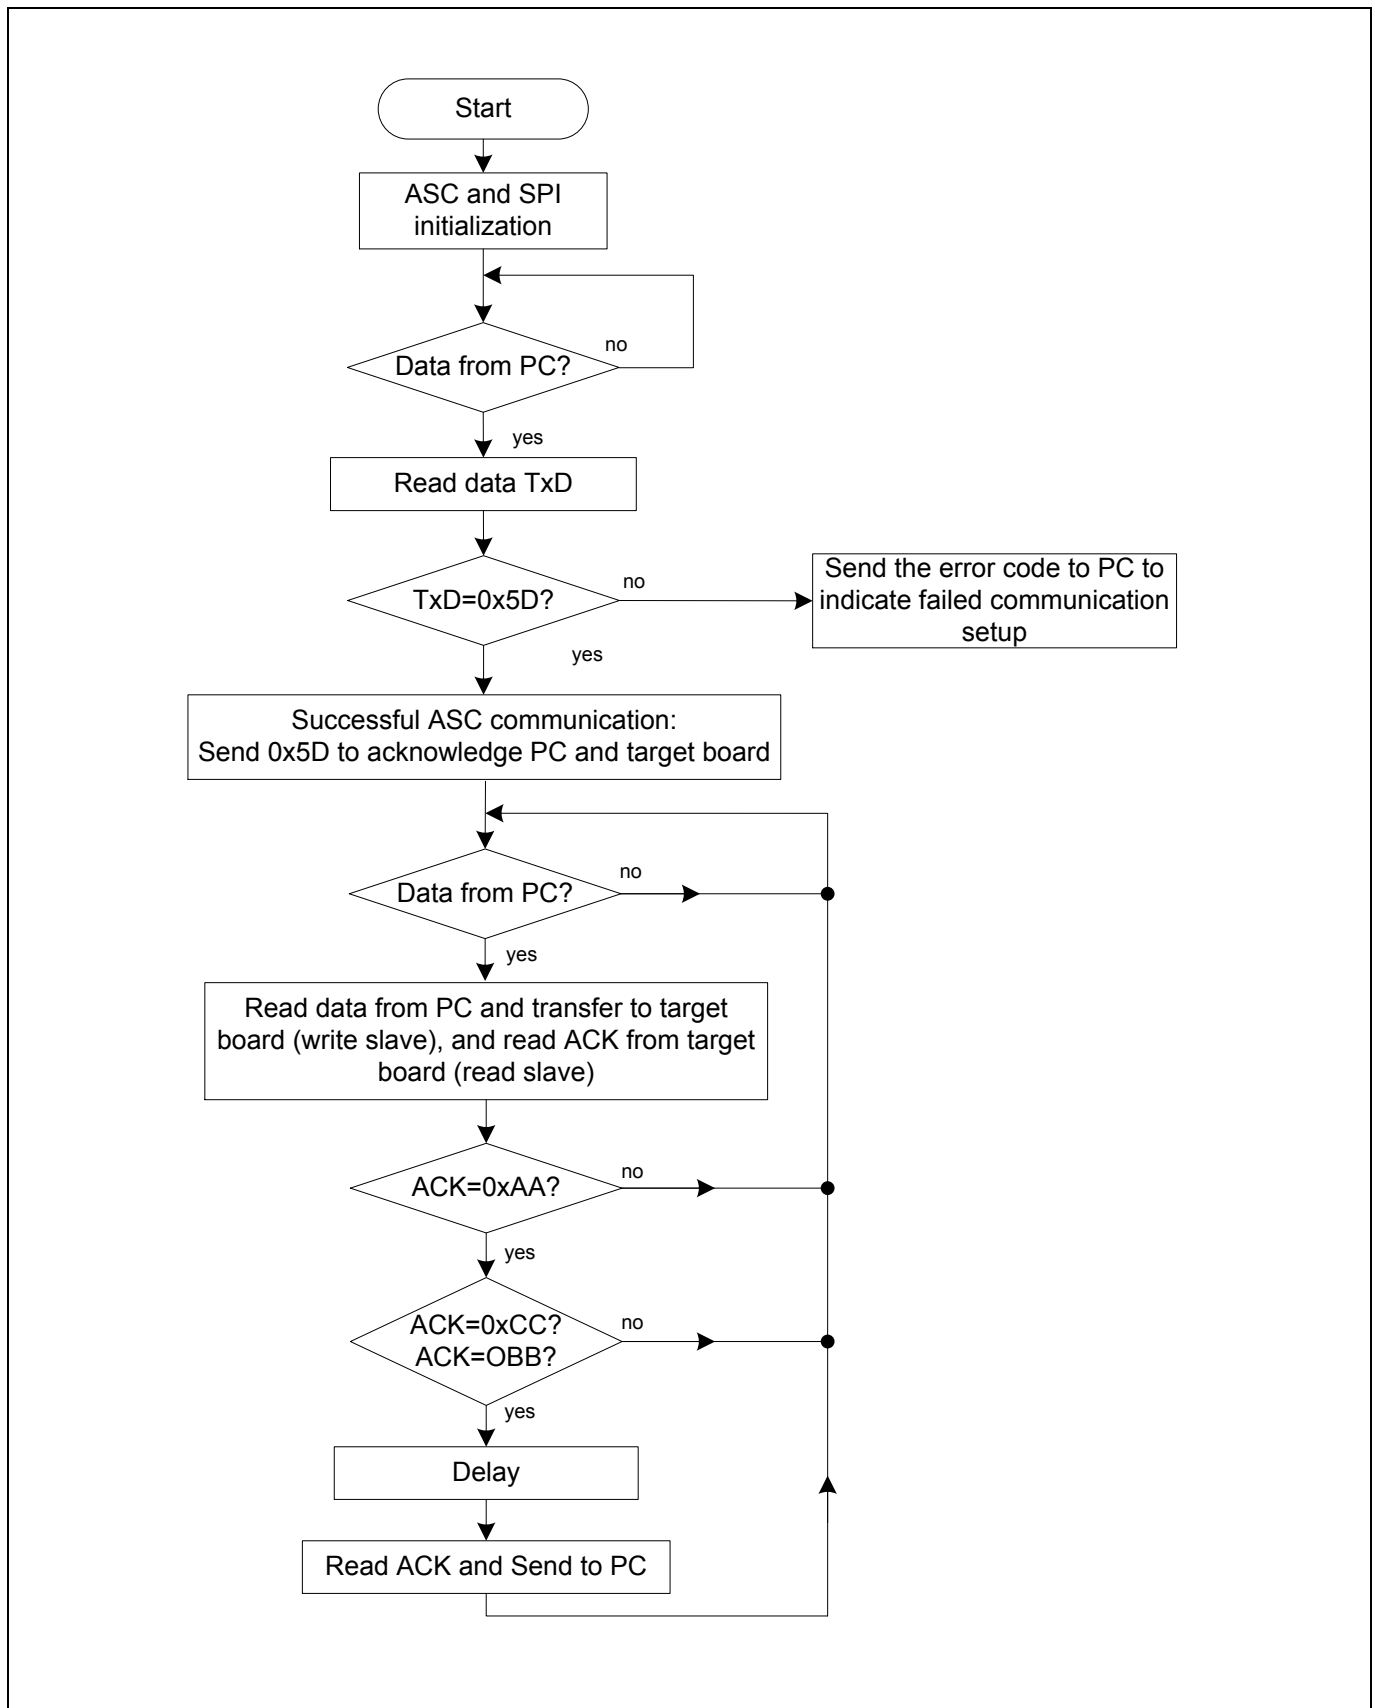 Start
ASC and SPI
initialization
Data from PC?
no
yes
Read data TxD
TxD=0x5D?
no
Send the error code to PC to
indicate failed communication
setup
yes
Successful ASC communication:
Send 0x5D to acknowledge PC and target board
Data from PC?
no
yes
Read data from PC and transfer to target
board (write slave), and read ACK from target
board (read slave)
ACK=0xAA?
no
yes
ACK=0xCC?
ACK=OBB?
no
yes
Delay
Read ACK and Send to PC